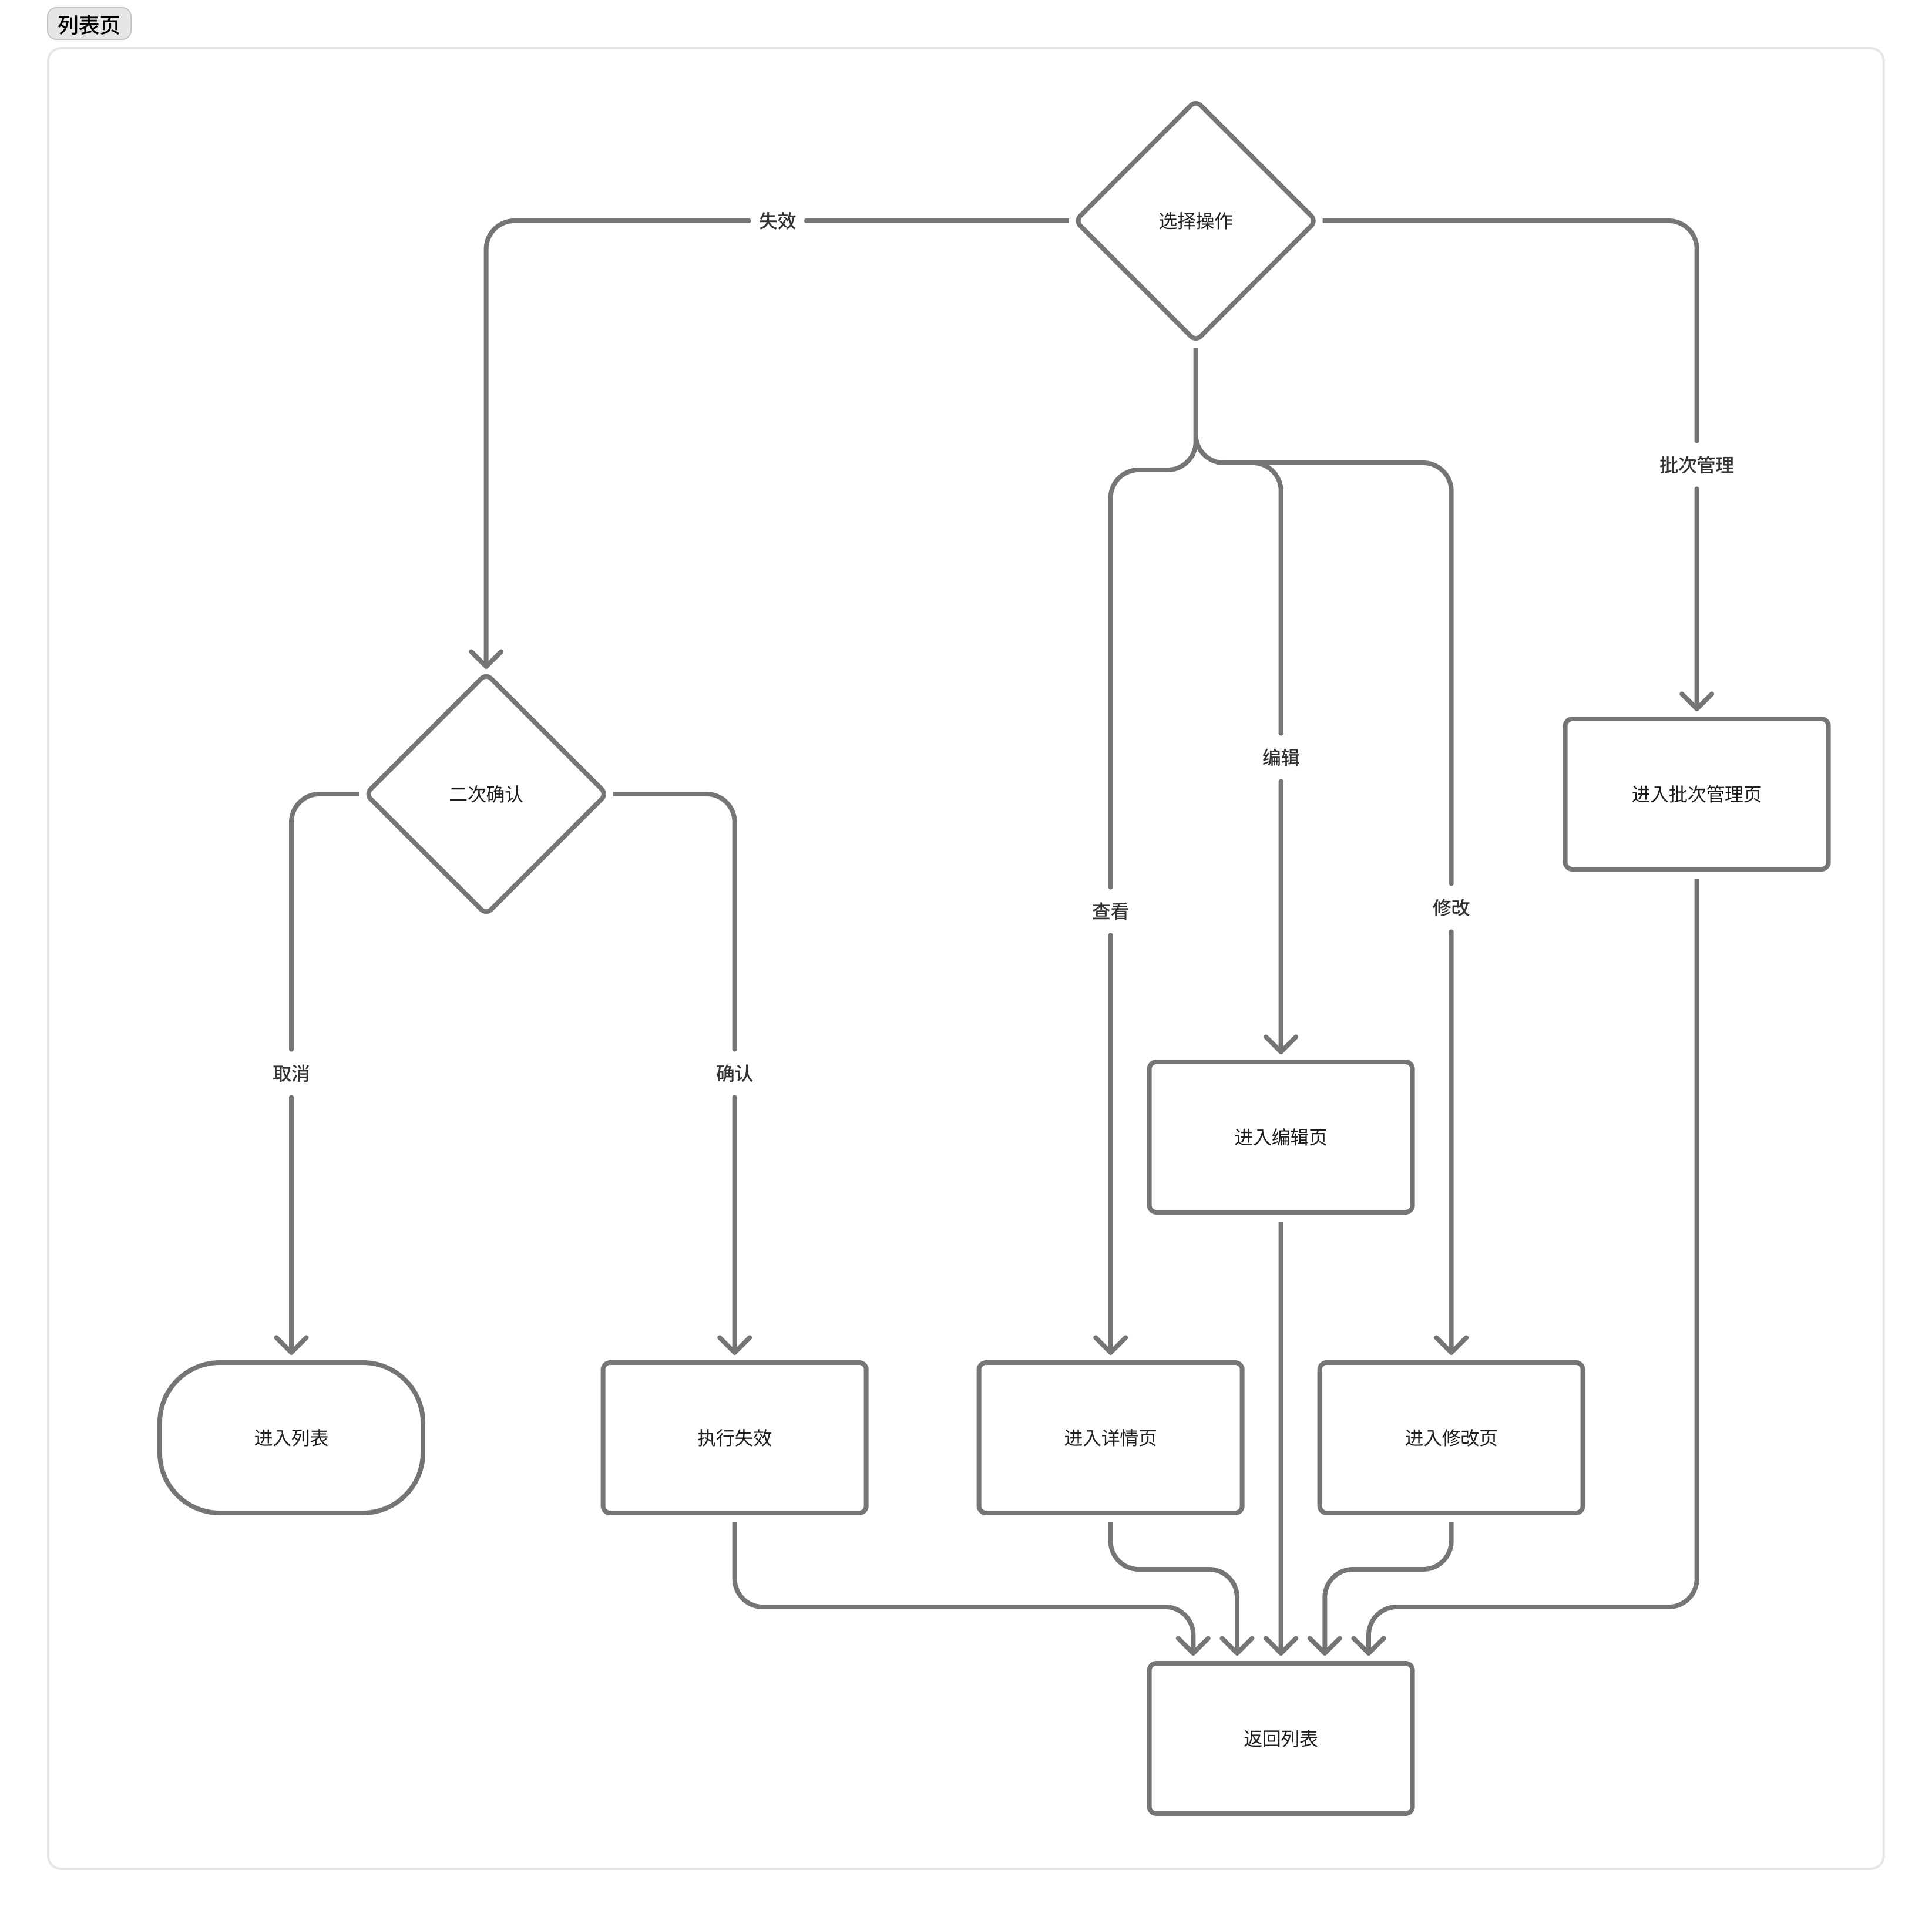 列表页
选择操作
失效
批次管理
编辑
进入批次管理页
二次确认
查看
修改
取消
确认
进入编辑页
进入列表
执行失效
进入详情页
进入修改页
返回列表